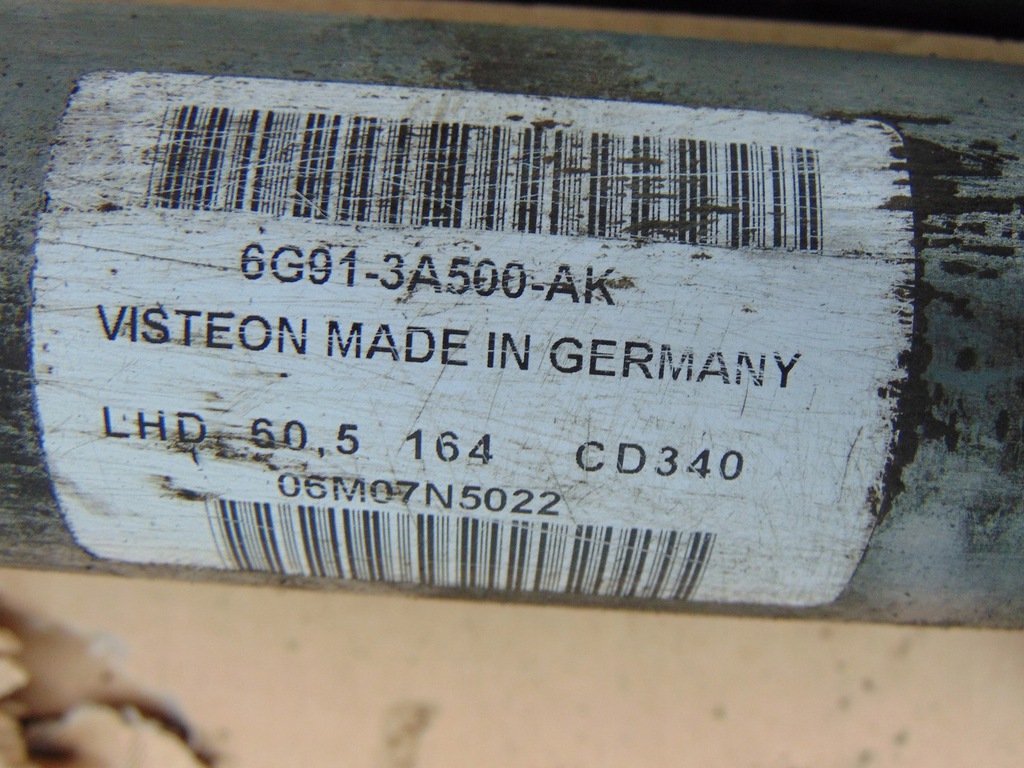 6G91-3A500-AK
VISTEON MADE IN GERMANY
LHD 60,5 164 CD340
06M07N5022